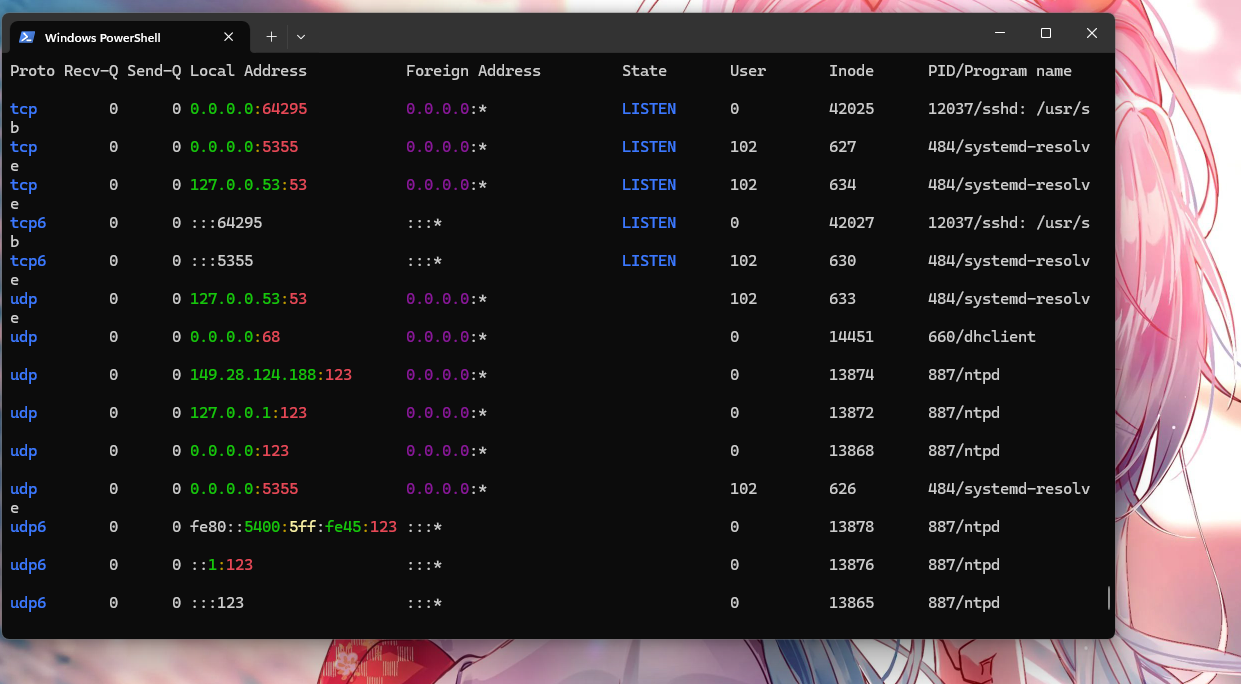 Windows PowerShell
Proto Recv-Q Send-Q Local Address Foreign Address State User Inode PID/Program name
tcp 0 0 0.0.0.0:64295 0.0.0.0:* LISTEN 0 42025 12037/sshd: /usr/s
b
tcp 0 0 0.0.0.0:5355 0.0.0.0:* LISTEN 102 627 484/systemd-resolv
e
tcp 0 0 127.0.0.53:53 0.0.0.0:* LISTEN 102 634 484/systemd-resolv
e
tcp6 0 0 :::64295 :::* LISTEN 0 42027 12037/sshd: /usr/s
b
tcp6 0 0 :::5355 :::* LISTEN 102 630 484/systemd-resolv
e
udp 0 0 127.0.0.53:53 0.0.0.0:* 102 633 484/systemd-resolv
e
udp 0 0 0.0.0.0:68 0.0.0.0:* 0 14451 660/dhclient
udp 0 0 149.28.124.188:123 0.0.0.0:* 0 13874 887/ntpd
udp 0 0 127.0.0.1:123 0.0.0.0:* 0 13872 887/ntpd
udp 0 0 0.0.0.0:123 0.0.0.0:* 0 13868 887/ntpd
udp 0 0 0.0.0.0:5355 0.0.0.0:* 102 626 484/systemd-resolv
e
udp6 0 0 fe80::5400:5ff:fe45:123 :::* 0 13878 887/ntpd
udp6 0 0 ::1:123 :::* 0 13876 887/ntpd
udp6 0 0 :::123 :::* 0 13865 887/ntpd